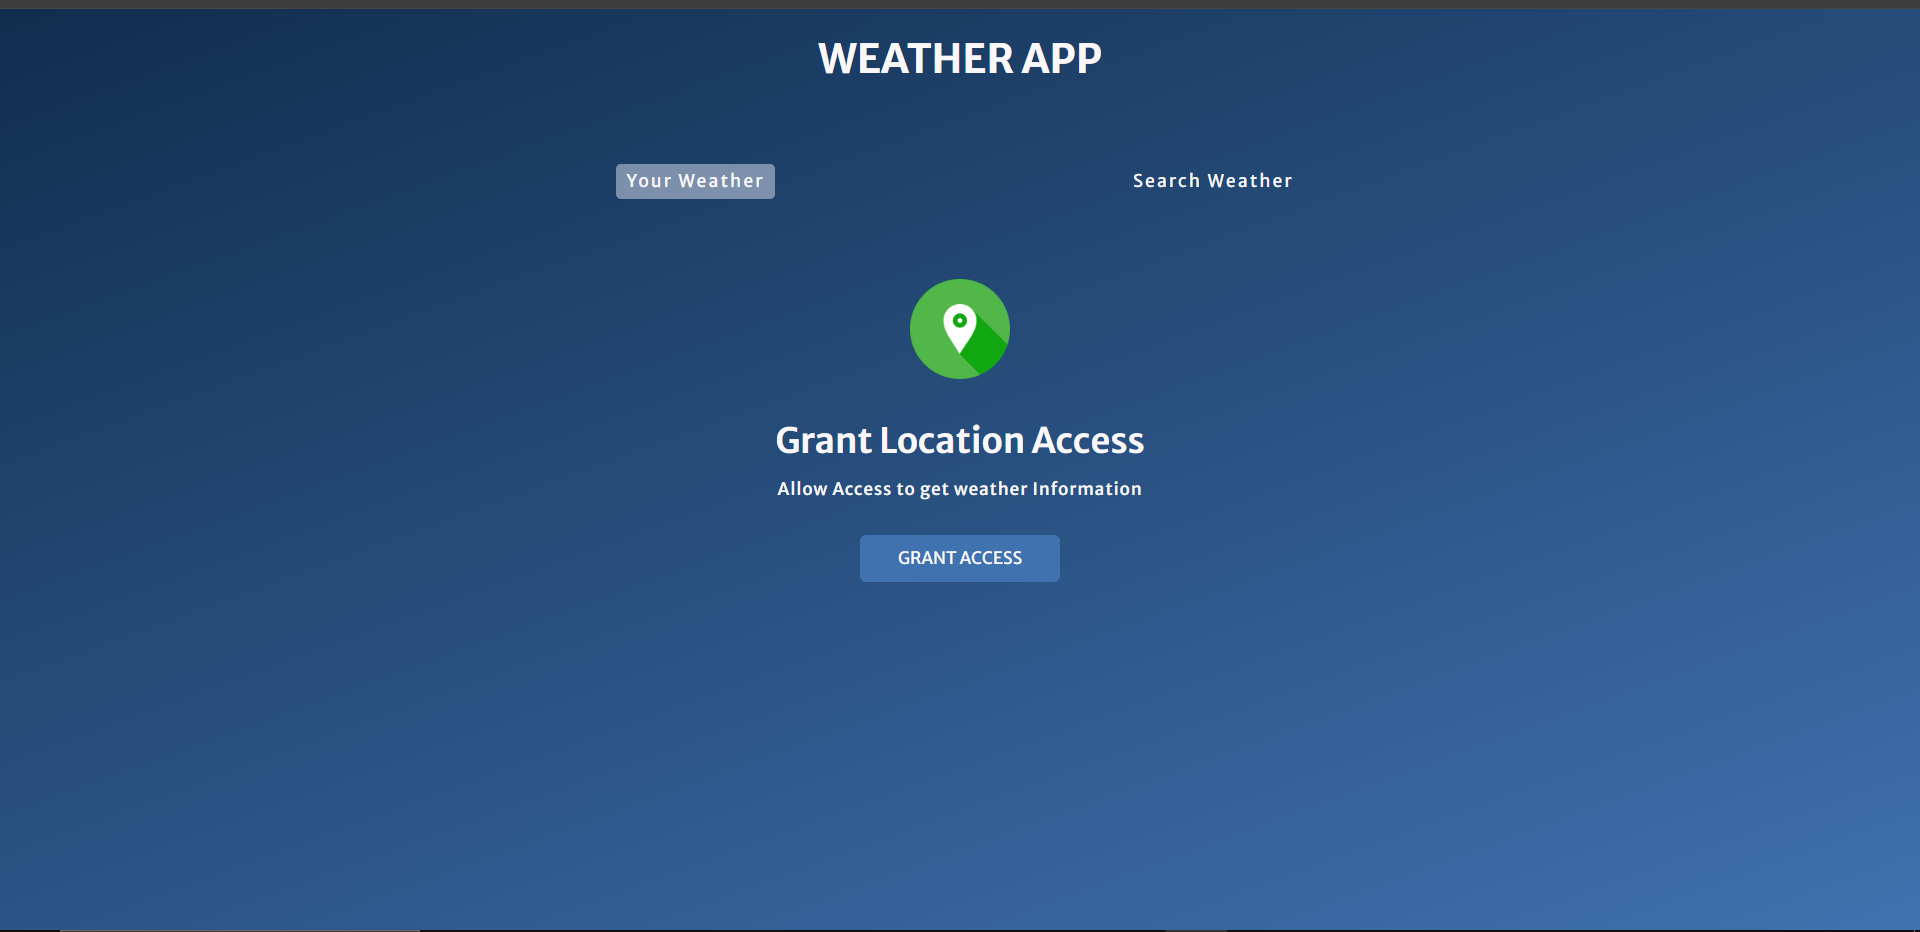 WEATHER APP
Your Weather
Search Weather
Grant Location Access
Allow Access to get weather Information
GRANT ACCESS